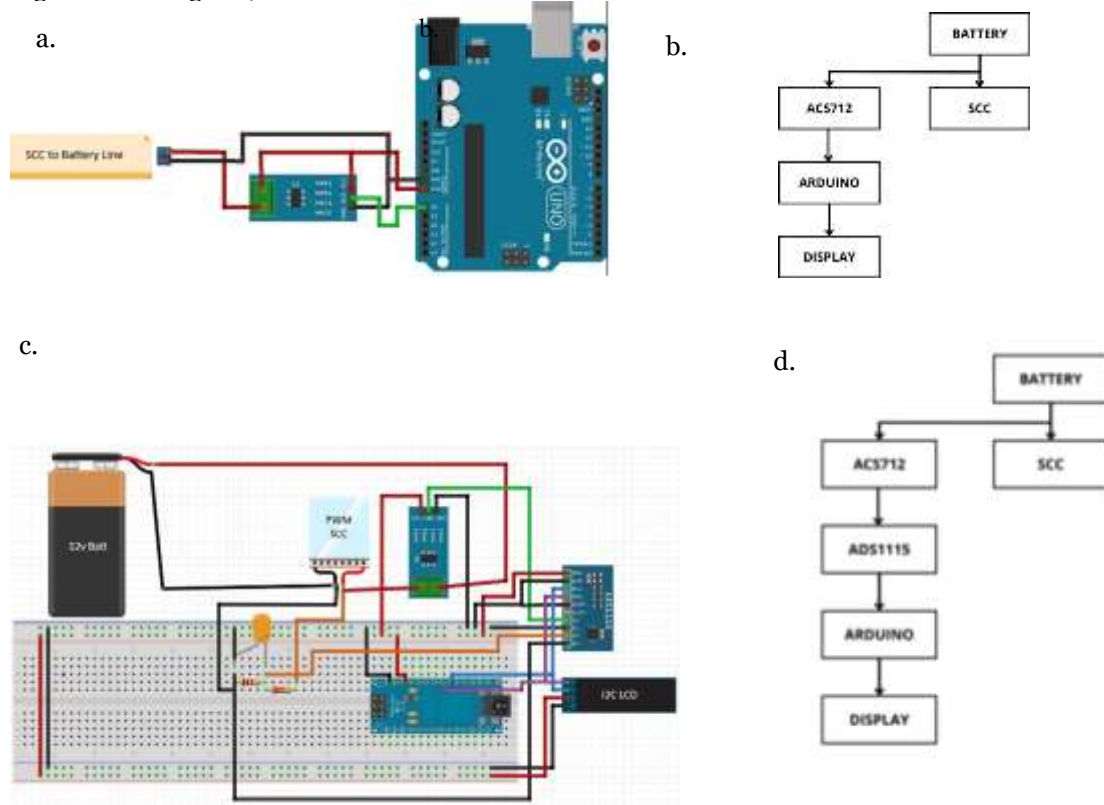 a.
b.
b.
SCC to Battery Line
UNO
BATTERY
ACS712
SCC
ARDUINO
DISPLAY
c.
d.
12v Batt
PWM
SCC
I2C LCD
BATTERY
ACS712
SCC
ADS1115
ARDUINO
DISPLAY